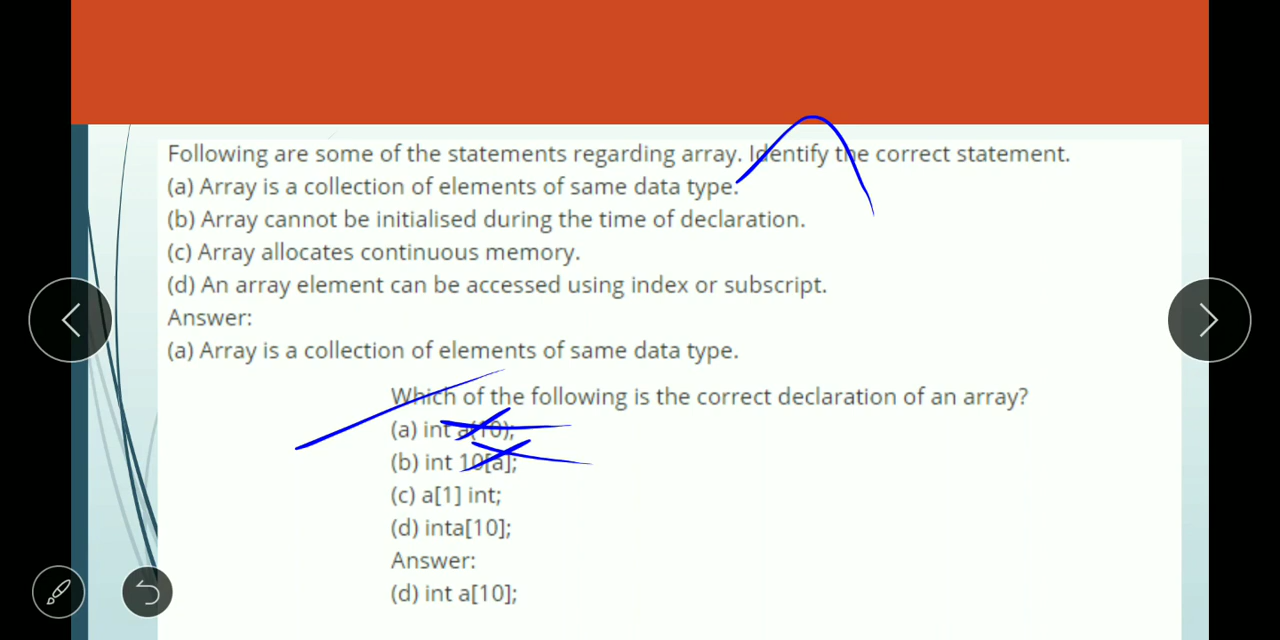 Following are some of the statements regarding array. Identify the correct statement.
(a) Array is a collection of elements of same data type.
(b) Array cannot be initialised during the time of declaration.
(c) Array allocates continuous memory.
(d) An array element can be accessed using index or subscript.
Answer:
(a) Array is a collection of elements of same data type.
Which of the following is the correct declaration of an array?
(a) int a(10);
(b) int 10[a];
(c) a[1] int;
(d) inta[10];
Answer:
(d) int a[10];